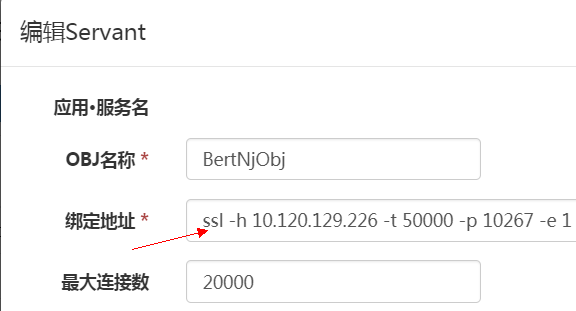 编辑Servant
应用•服务名
OBJ名称 * BertNjObj
绑定地址 * ssl -h 10.120.129.226 -t 50000 -p 10267 -e 1
最大连接数 20000